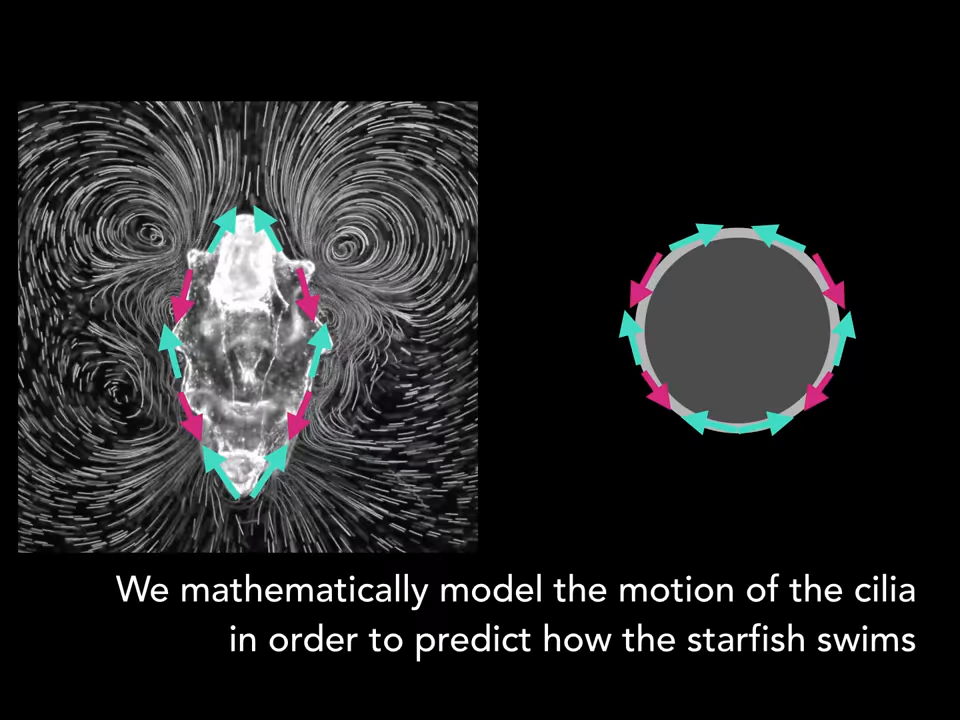 We mathematically model the motion of the cilia
in order to predict how the starfish swims